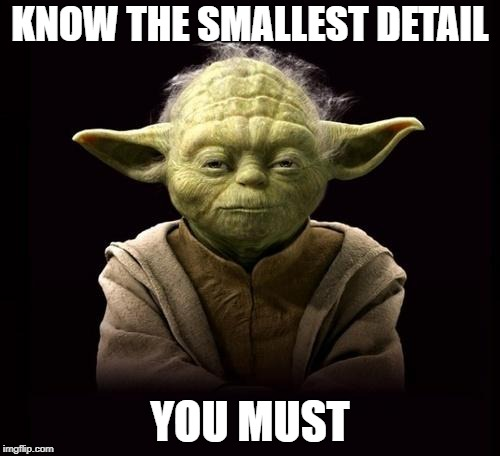 KNOW THE SMALLEST DETAIL
YOU MUST
imgflip.com